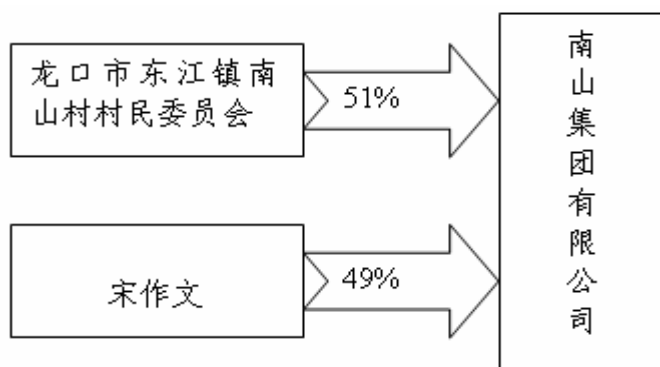 龙口市东江镇南
山村村民委员会
51%
宋作文
49%
南山集团有限公司